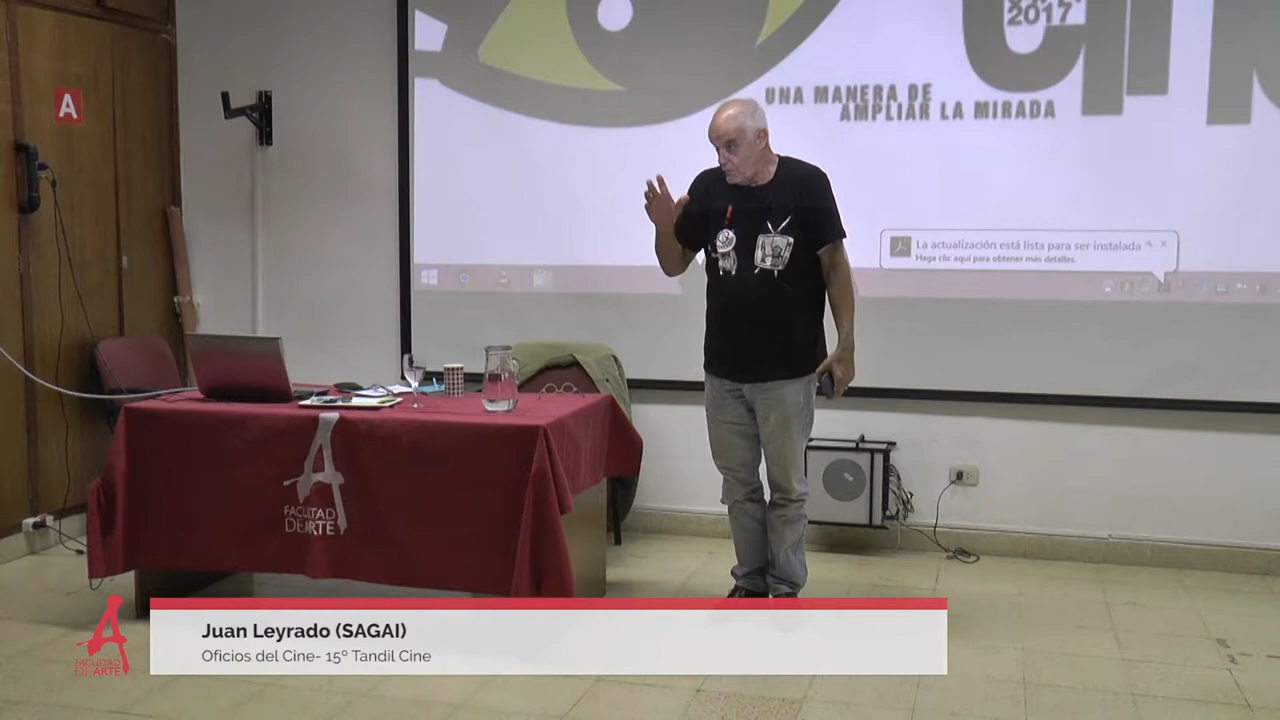 2017
UNA MANERA DE
AMPLIAR LA MIRADA
A
La actualización está lista para ser instalada
Haga clic aquí para obtener más detalles.
FACULTAD
DE ARTE
Juan Leyrado (SAGAI)
Oficios del Cine- 15º Tandil Cine
FACULTAD
DE ARTE